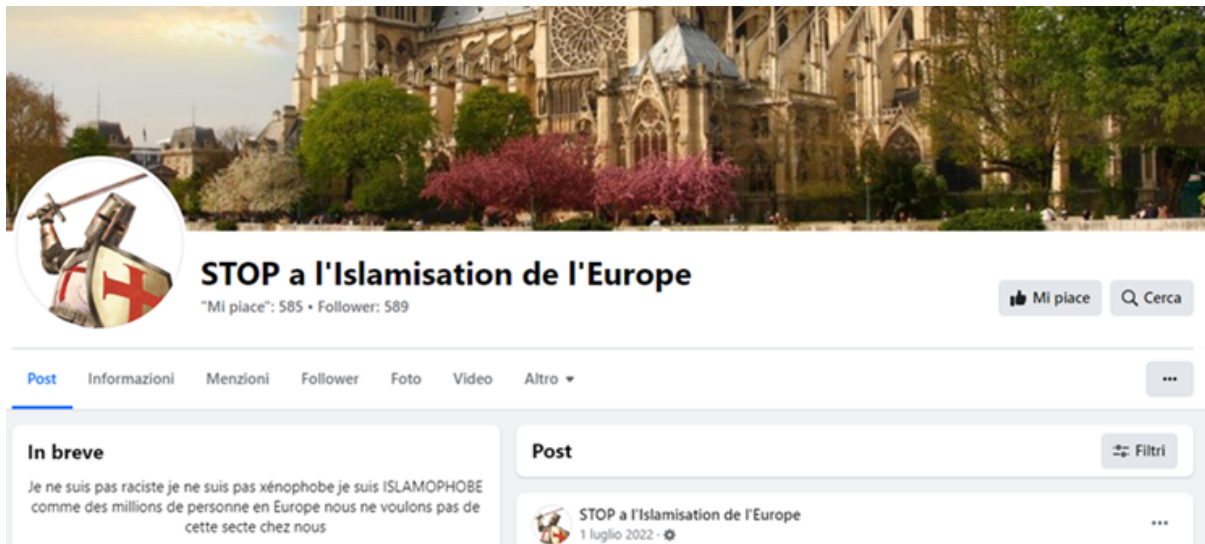 STOP a l'Islamisation de l'Europe
"Mi piace": 585 • Follower: 589
Mi piace
Cerca
Post
Informazioni
Menzioni
Follower
Foto
Video
Altro
In breve
Je ne suis pas raciste je ne suis pas xénophobe je suis ISLAMOPHOBE
comme des millions de personne en Europe nous ne voulons pas de
cette secte chez nous
Post
Filtri
STOP a l'Islamisation de l'Europe
1 luglio 2022 ·